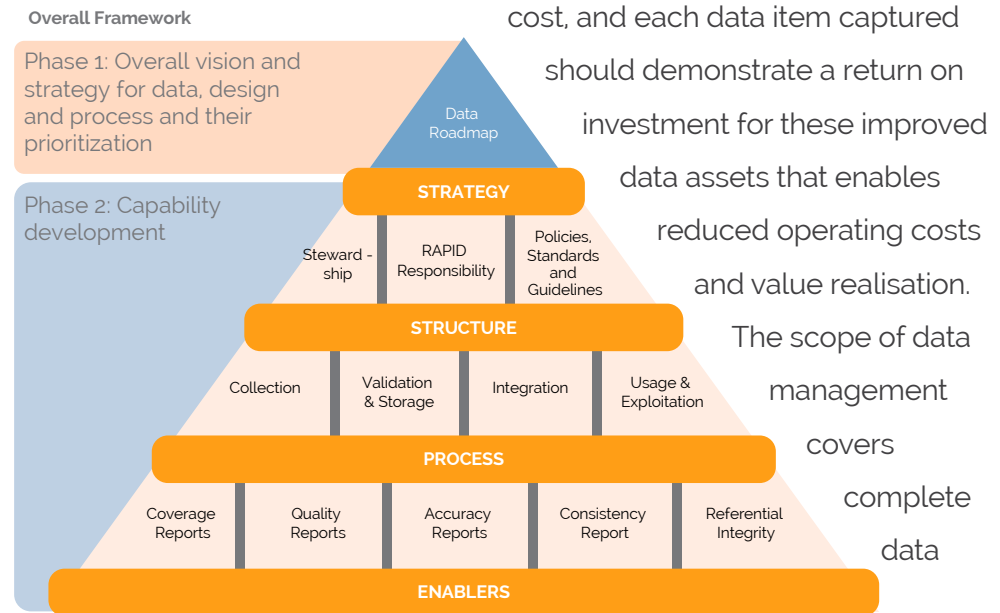 Overall Framework
Phase 1: Overall vision and
strategy for data, design
and process and their
prioritization
Data
Roadmap
STRATEGY
Phase 2: Capability
development
Steward -
ship
RAPID
Responsibility
Policies,
Standards
and
Guidelines
STRUCTURE
Collection
Validation
& Storage
Integration
Usage &
Exploitation
PROCESS
Coverage
Reports
Quality
Reports
Accuracy
Reports
Consistency
Report
Referential
Integrity
ENABLERS
cost, and each data item captured
should demonstrate a return on
investment for these improved
data assets that enables
reduced operating costs
and value realisation.
The scope of data
management
covers
complete
data